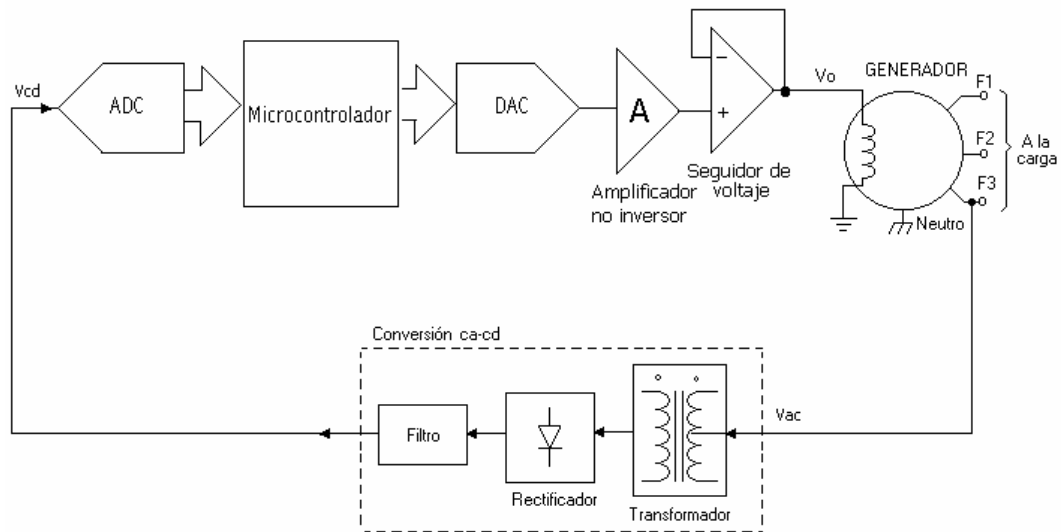 Vcd
ADC
Microcontrolador
DAC
A
Amplificador
no inversor
−
+
Seguidor de
voltaje
Vo
GENERADOR
F1
F2
F3
A la
carga
Neutro
Conversión ca-cd
Filtro
Rectificador
Transformador
Vac